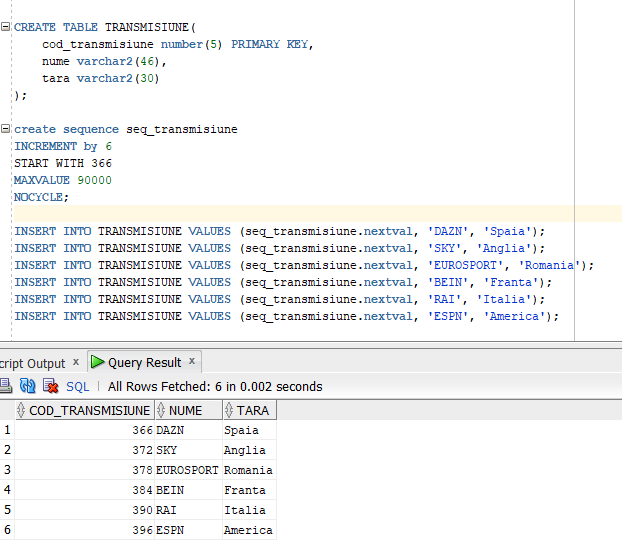 CREATE TABLE TRANSMISIUNE(
cod_transmisiune number(5) PRIMARY KEY,
nume varchar2(46),
tara varchar2(30)
);
create sequence seq_transmisiune
INCREMENT by 6
START WITH 366
MAXVALUE 90000
NOCYCLE;
INSERT INTO TRANSMISIUNE VALUES (seq_transmisiune.nextval, 'DAZN', 'Spaia');
INSERT INTO TRANSMISIUNE VALUES (seq_transmisiune.nextval, 'SKY', 'Anglia');
INSERT INTO TRANSMISIUNE VALUES (seq_transmisiune.nextval, 'EUROSPORT', 'Romania');
INSERT INTO TRANSMISIUNE VALUES (seq_transmisiune.nextval, 'BEIN', 'Franta');
INSERT INTO TRANSMISIUNE VALUES (seq_transmisiune.nextval, 'RAI', 'Italia');
INSERT INTO TRANSMISIUNE VALUES (seq_transmisiune.nextval, 'ESPN', 'America');
cript Output x Query Result x
SQL | All Rows Fetched: 6 in 0.002 seconds
COD_TRANSMISIUNE NUME TARA
1 366 DAZN Spaia
2 372 SKY Anglia
3 378 EUROSPORT Romania
4 384 BEIN Franta
5 390 RAI Italia
6 396 ESPN America